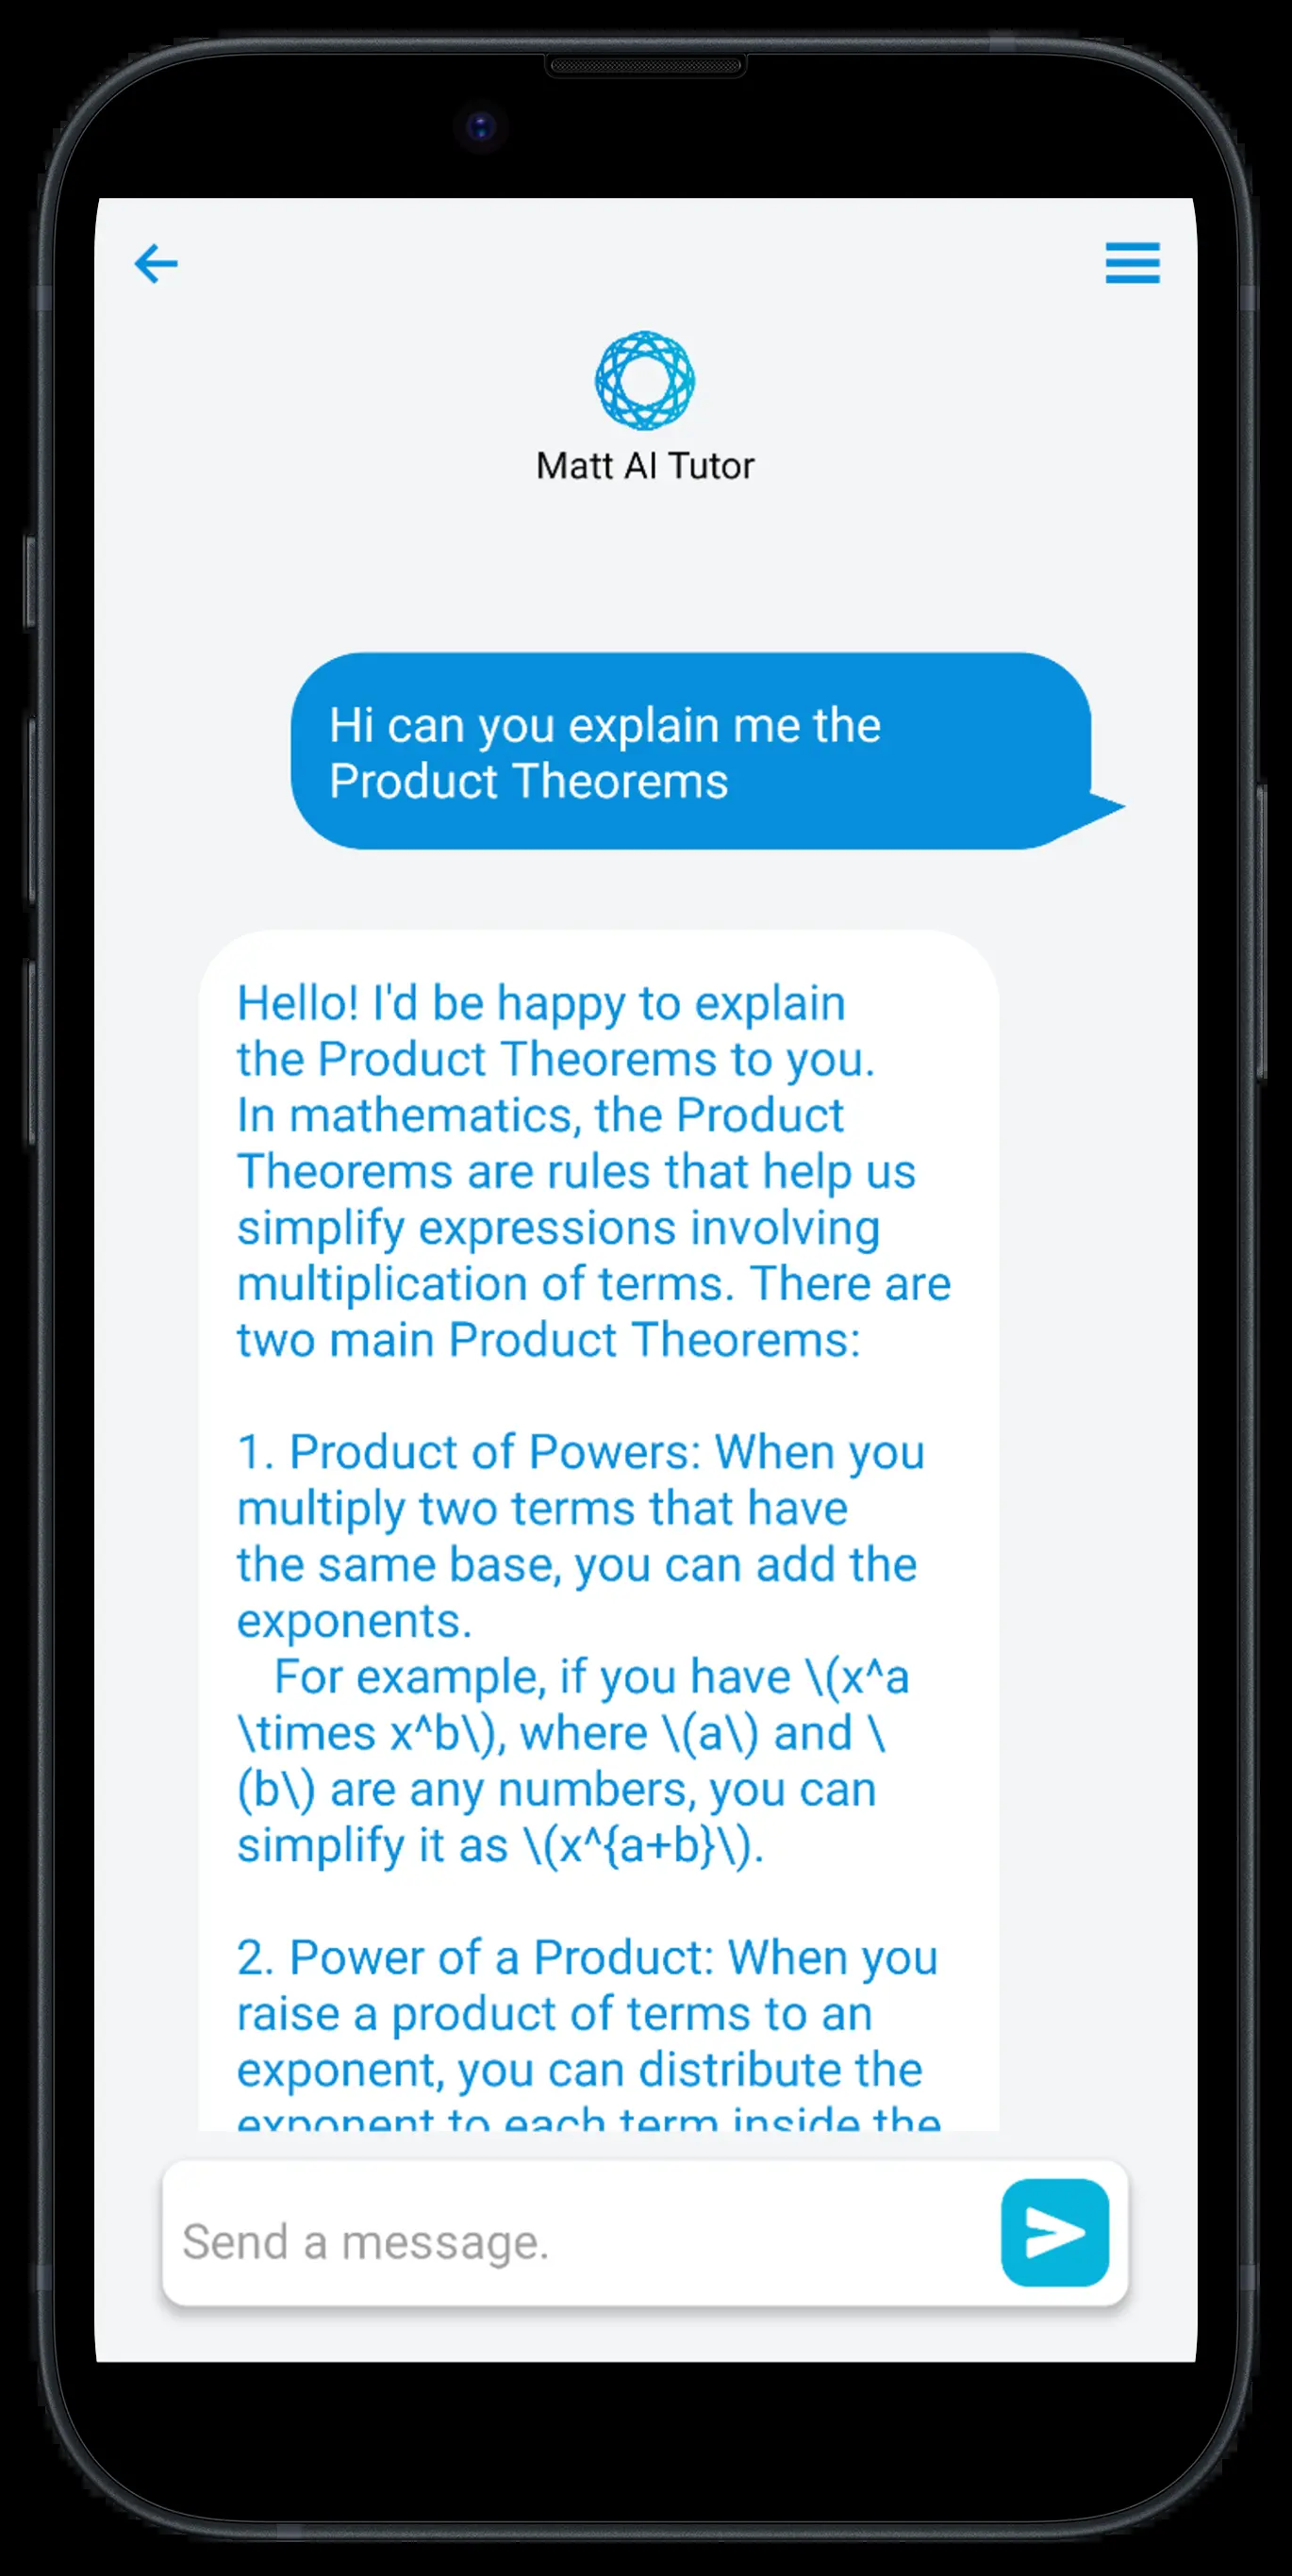 Matt AI Tutor
Hi can you explain me the
Product Theorems
Hello! I'd be happy to explain
the Product Theorems to you.
In mathematics, the Product
Theorems are rules that help us
simplify expressions involving
multiplication of terms. There are
two main Product Theorems:
1. Product of Powers: When you
multiply two terms that have
the same base, you can add the
exponents.
For example, if you have \(x^a
\times x^b\), where \(a\) and \
(b\) are any numbers, you can
simplify it as \(x^{a+b}\).
2. Power of a Product: When you
raise a product of terms to an
exponent, you can distribute the
exponent to each term inside the
Send a message.